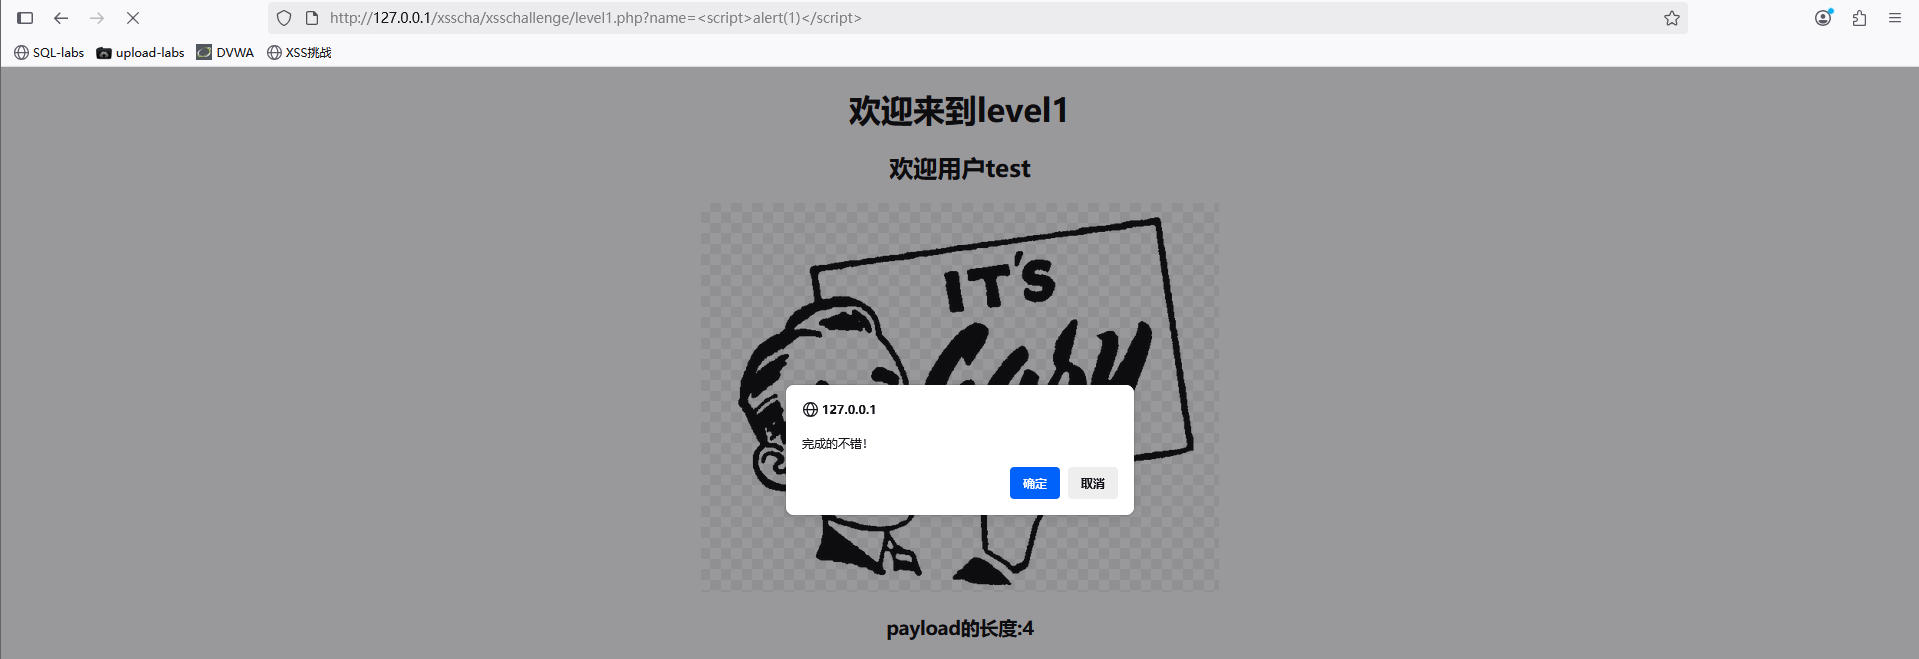 http://127.0.0.1/xsscha/xsschallenge/level1.php?name=<script>alert(1)</script>
SQL-labs upload-labs DVWA XSS挑战
欢迎来到level1
欢迎用户test
IT'S
Easy
127.0.0.1
完成的不错!
确定 取消
payload的长度:4